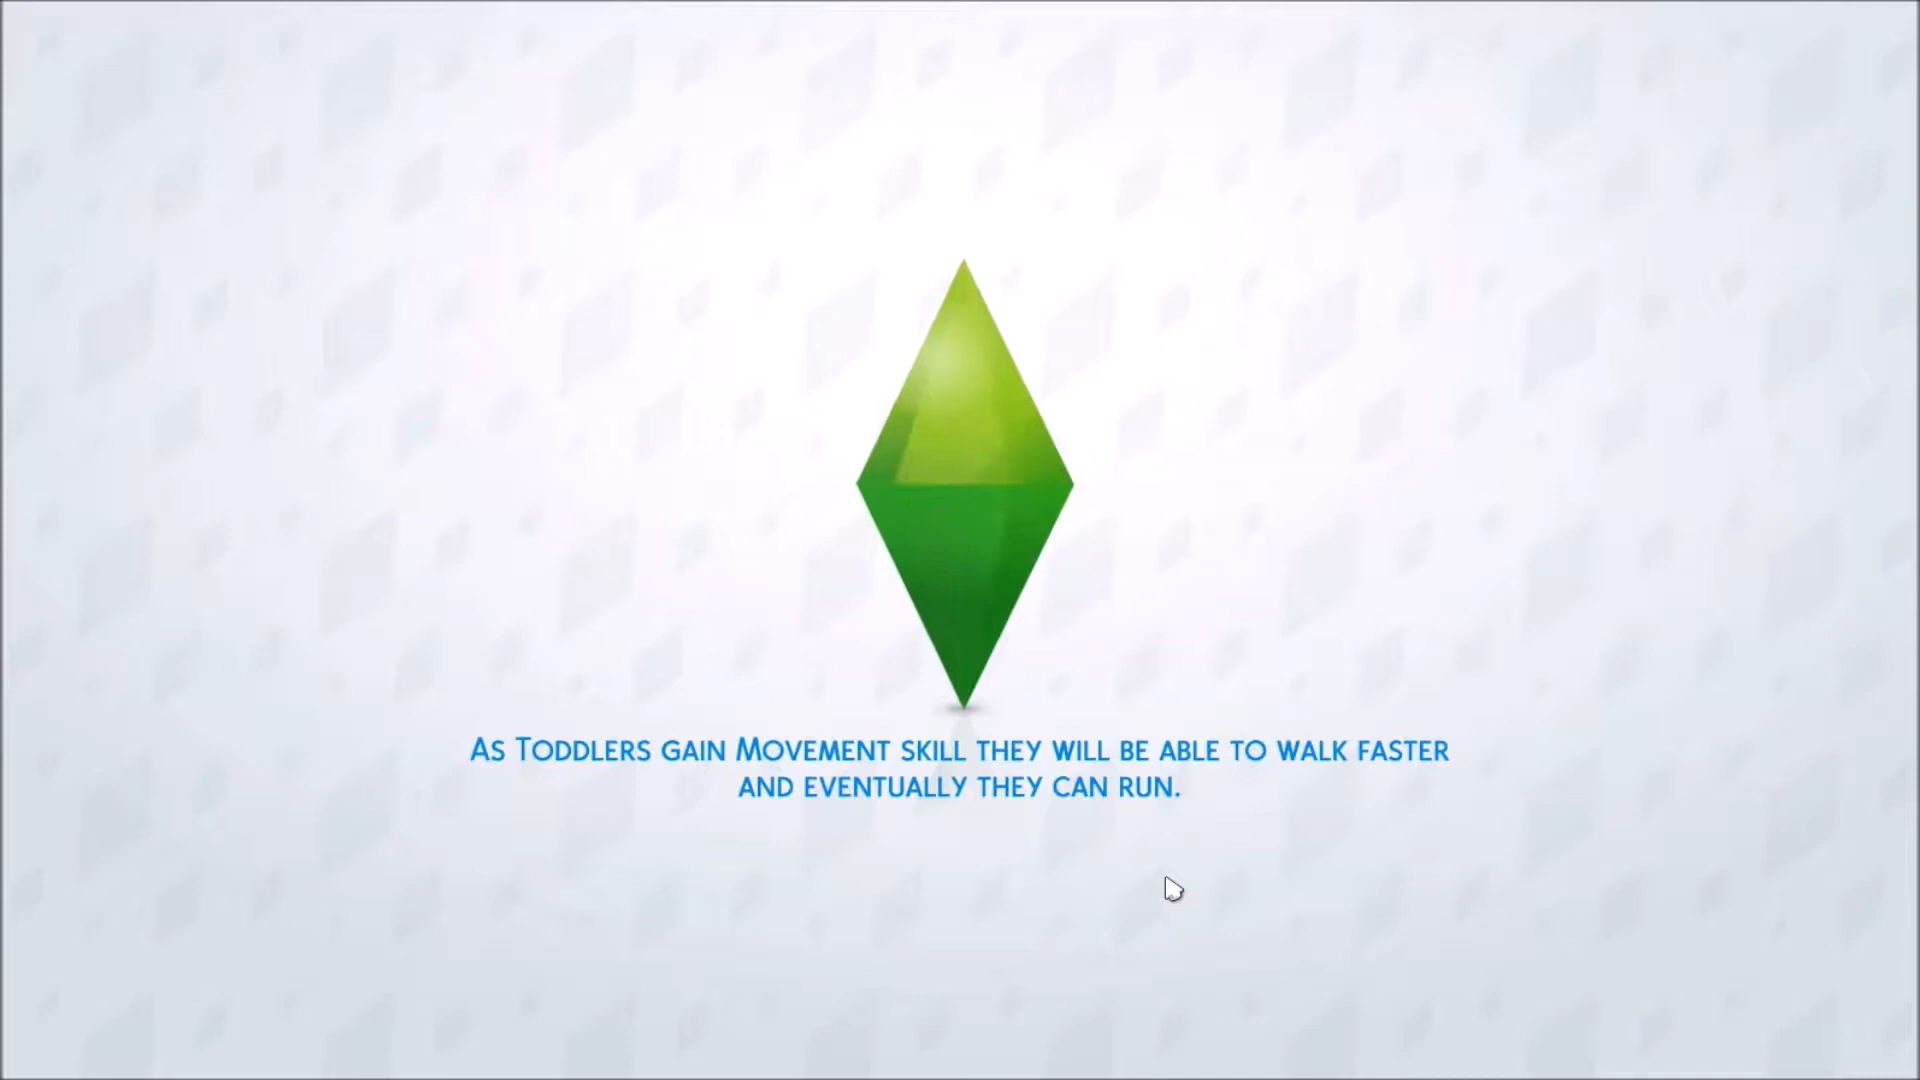 As Toddlers gain Movement skill they will be able to walk faster
and eventually they can run.